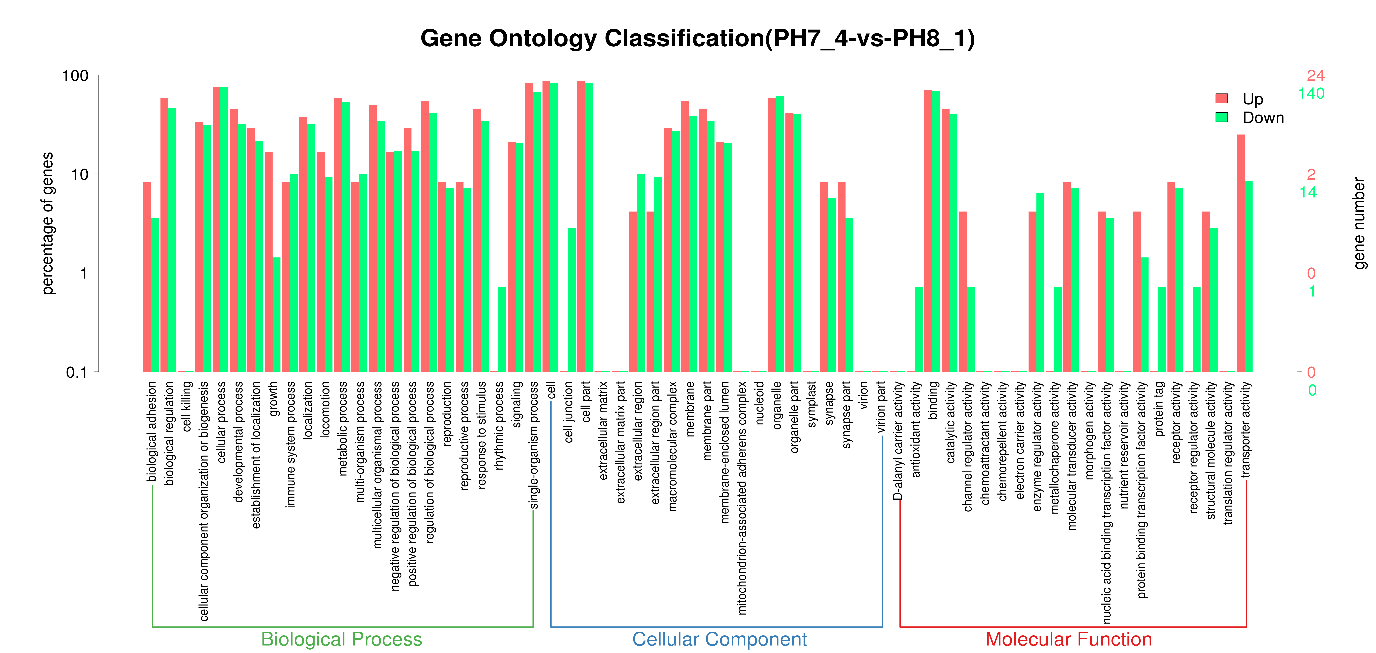 Gene Ontology Classification(PH7_4-vs-PH8_1)
percentage of genes
100
10
1
0.1
Up
Down
24
140
2
14
0
1
0
0
gene number
biological adhesion
biological regulation
cell killing
cellular component organization or biogenesis
cellular process
developmental process
establishment of localization
growth
immune system process
localization
locomotion
metabolic process
multi-organism process
multicellular organismal process
negative regulation of biological process
positive regulation of biological process
regulation of biological process
reproduction
reproductive process
response to stimulus
rhythmic process
signaling
single-organism process
cell
cell junction
cell part
extracellular matrix
extracellular matrix part
extracellular region
extracellular region part
macromolecular complex
membrane
membrane part
membrane-enclosed lumen
mitochondrion-associated adherens complex
nucleoid
organelle
organelle part
symplast
synapse
synapse part
virion
virion part
D-alanyl carrier activity
antioxidant activity
binding
catalytic activity
channel regulator activity
chemoattractant activity
chemorepellent activity
electron carrier activity
enzyme regulator activity
metallochaperone activity
molecular transducer activity
morphogen activity
nucleic acid binding transcription factor activity
nutrient reservoir activity
protein binding transcription factor activity
protein tag
receptor activity
receptor regulator activity
structural molecule activity
translation regulator activity
transporter activity
Biological Process
Cellular Component
Molecular Function